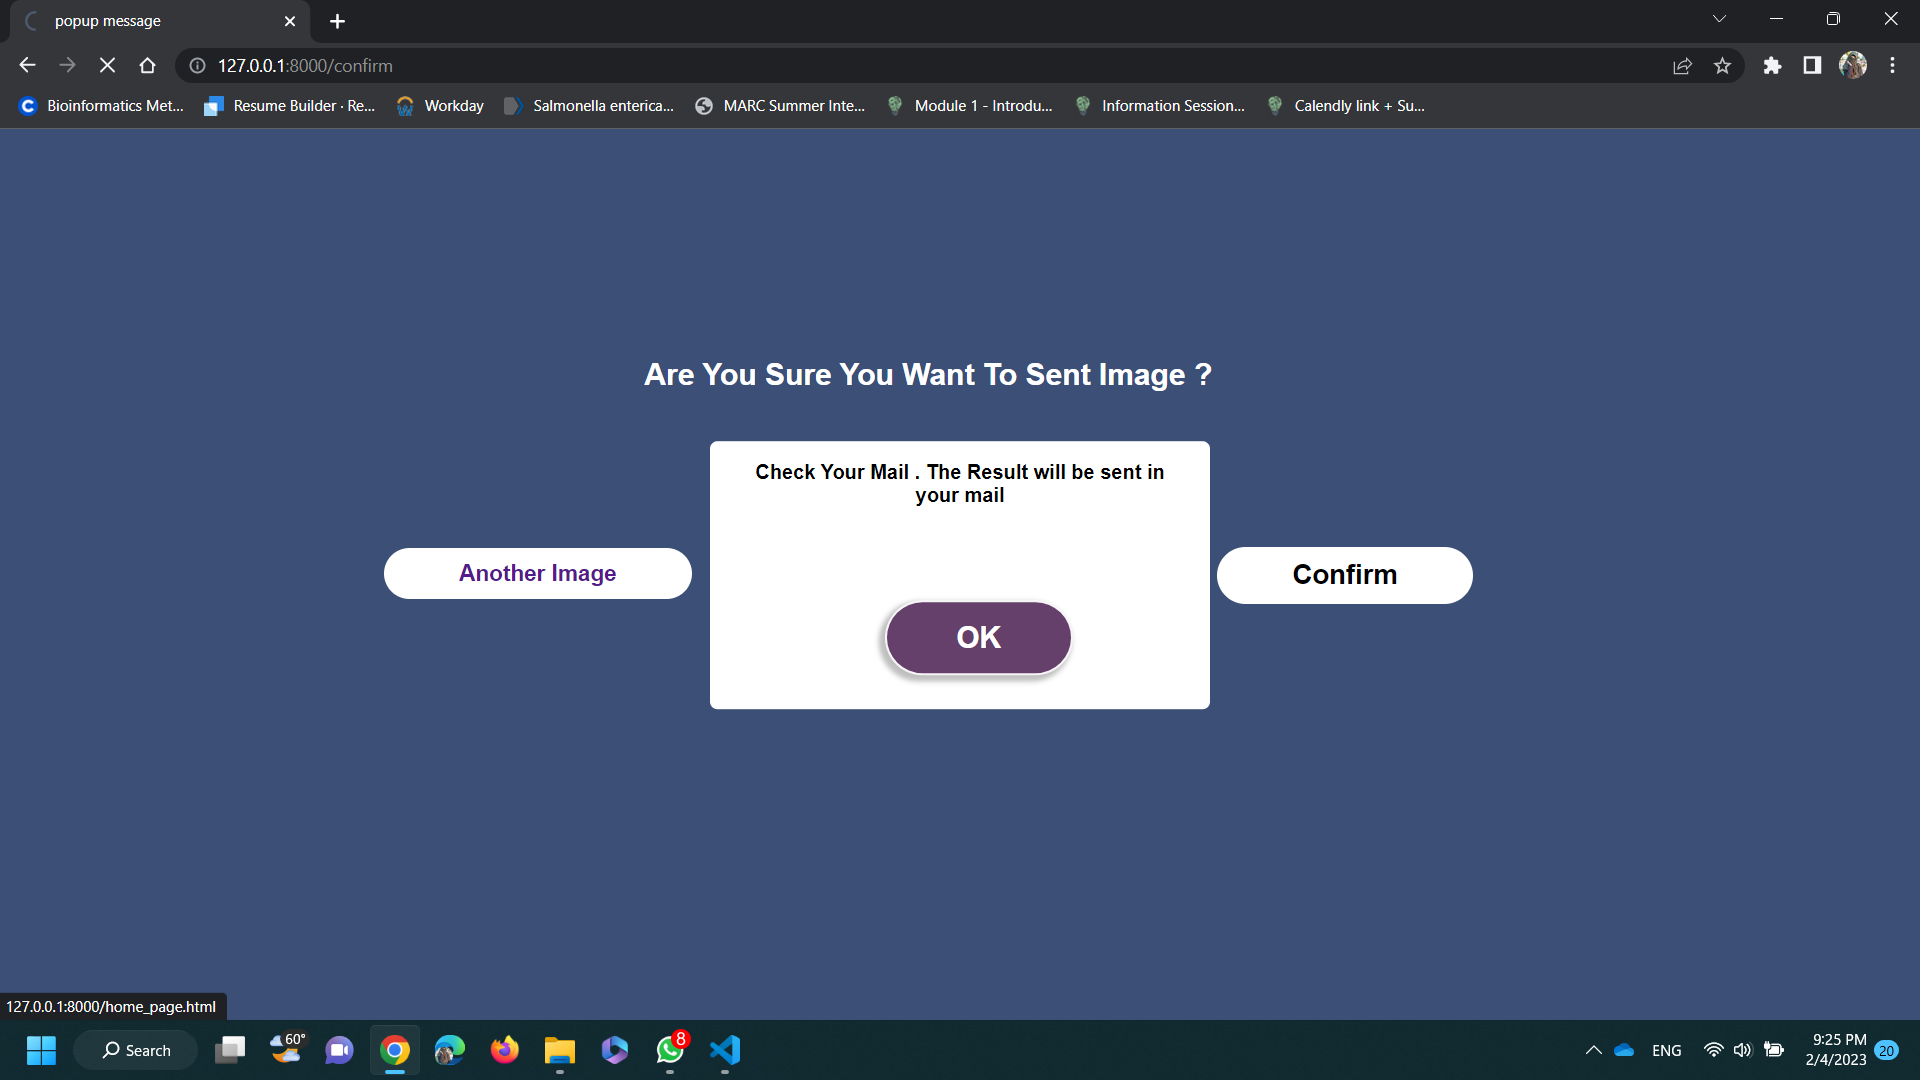 popup message
127.0.0.1:8000/confirm
Bioinformatics Met...
Resume Builder · Re...
Workday
Salmonella enterica...
MARC Summer Inte...
Module 1 - Introdu...
Information Session...
Calendly link + Su...
Are You Sure You Want To Sent Image ?
Check Your Mail . The Result will be sent in
your mail
Another Image
Confirm
OK
127.0.0.1:8000/home_page.html
Search
60°
8
ENG
9:25 PM
2/4/2023
20